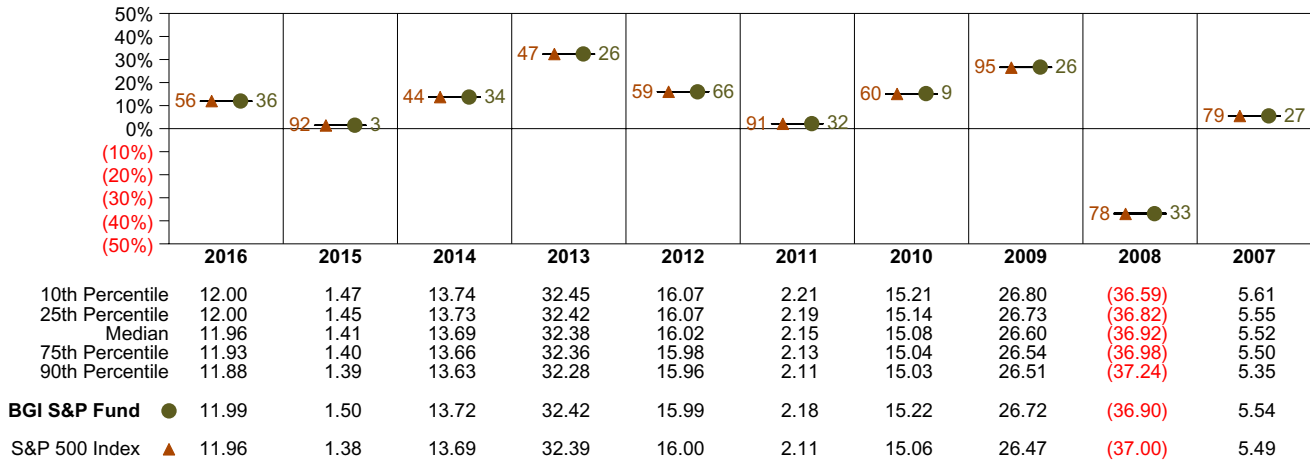 50%
40%
30%
20%
10%
0%
(10%)
(20%)
(30%)
(40%)
(50%)
56 36
92 3
44 34
47 26
59 66
91 32
60 9
95 26
78 33
79 27
2016 2015 2014 2013 2012 2011 2010 2009 2008 2007
10th Percentile 12.00 1.47 13.74 32.45 16.07 2.21 15.21 26.80 (36.59) 5.61
25th Percentile 12.00 1.45 13.73 32.42 16.07 2.19 15.14 26.73 (36.82) 5.55
Median 11.96 1.41 13.69 32.38 16.02 2.15 15.08 26.60 (36.92) 5.52
75th Percentile 11.93 1.40 13.66 32.36 15.98 2.13 15.04 26.54 (36.98) 5.50
90th Percentile 11.88 1.39 13.63 32.28 15.96 2.11 15.03 26.51 (37.24) 5.35
BGI S&P Fund 11.99 1.50 13.72 32.42 15.99 2.18 15.22 26.72 (36.90) 5.54
S&P 500 Index 11.96 1.38 13.69 32.39 16.00 2.11 15.06 26.47 (37.00) 5.49